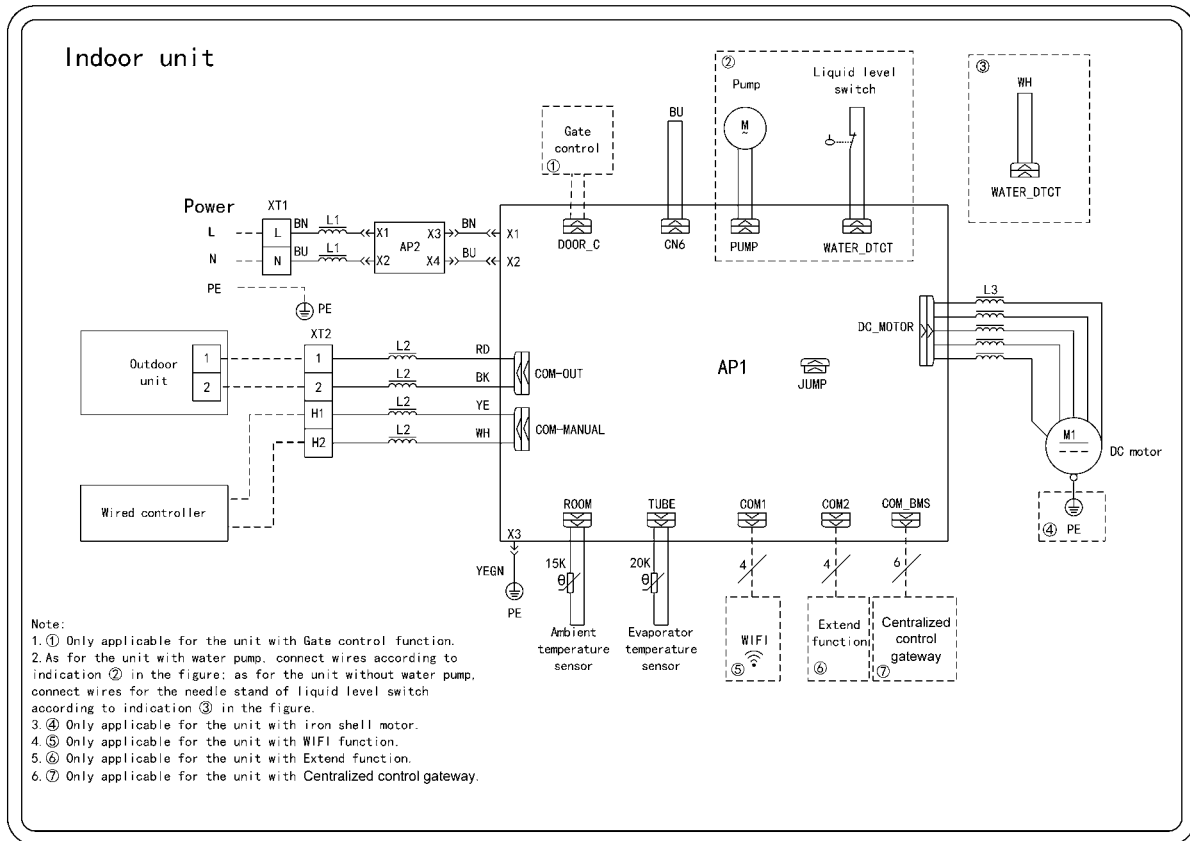 Indoor unit
②
Pump
M
~
Liquid level
switch
③
WH
WATER_DTCT
Gate
control
①
BU
DOOR_C
CN6
PUMP
WATER_DTCT
Power
XT1
L
L
BN
L1
X1
X3
BN
X1
AP2
N
N
BU
L1
X2
X4
BU
X2
PE
PE
XT2
Outdoor
unit
1
1
L2
RD
2
2
L2
BK
COM-OUT
H1
L2
YE
H2
L2
WH
COM-MANUAL
Wired controller
AP1
JUMP
DC_MOTOR
L3
M1
DC motor
④ PE
X3
YEGN
PE
ROOM
TUBE
COM1
COM2
COM_BMS
15K
θ
20K
θ
4
4
6
Ambient
temperature
sensor
Evaporator
temperature
sensor
WIFI
⑤
Extend
function
⑥
Centralized
control
gateway
⑦
Note:
1. ① Only applicable for the unit with Gate control function.
2. As for the unit with water pump, connect wires according to
indication ② in the figure; as for the unit without water pump,
connect wires for the needle stand of liquid level switch
according to indication ③ in the figure.
3. ④ Only applicable for the unit with iron shell motor.
4. ⑤ Only applicable for the unit with WIFI function.
5. ⑥ Only applicable for the unit with Extend function.
6. ⑦ Only applicable for the unit with Centralized control gateway.